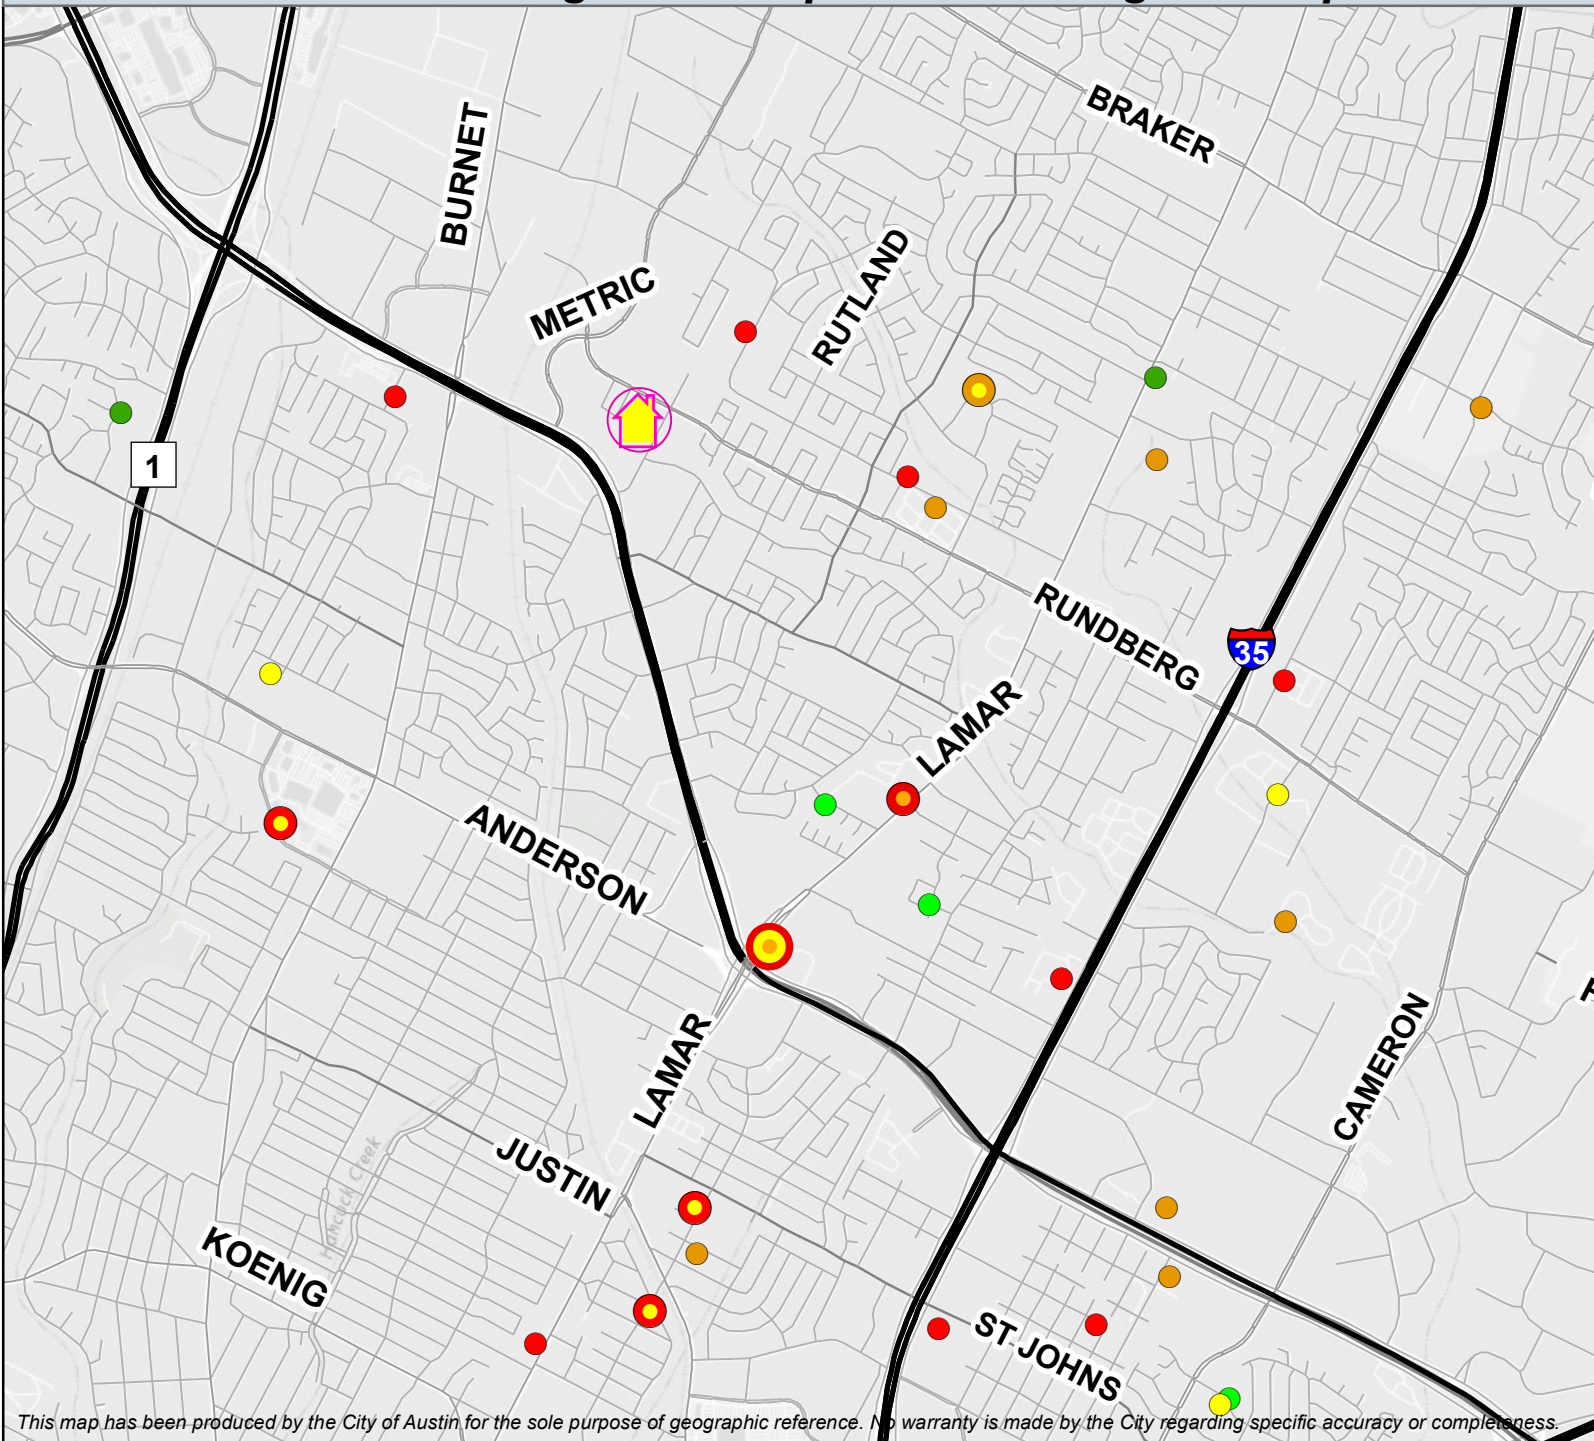 BRAKER
BURNET
RUTLAND
METRIC
1
RUNDBERG
35
LAMAR
ANDERSON
CAMERON
LAMAR
Hancock Creek
JUSTIN
KOENIG
ST JOHNS
This map has been produced by the City of Austin for the sole purpose of geographic reference. No warranty is made by the City regarding specific accuracy or completeness.